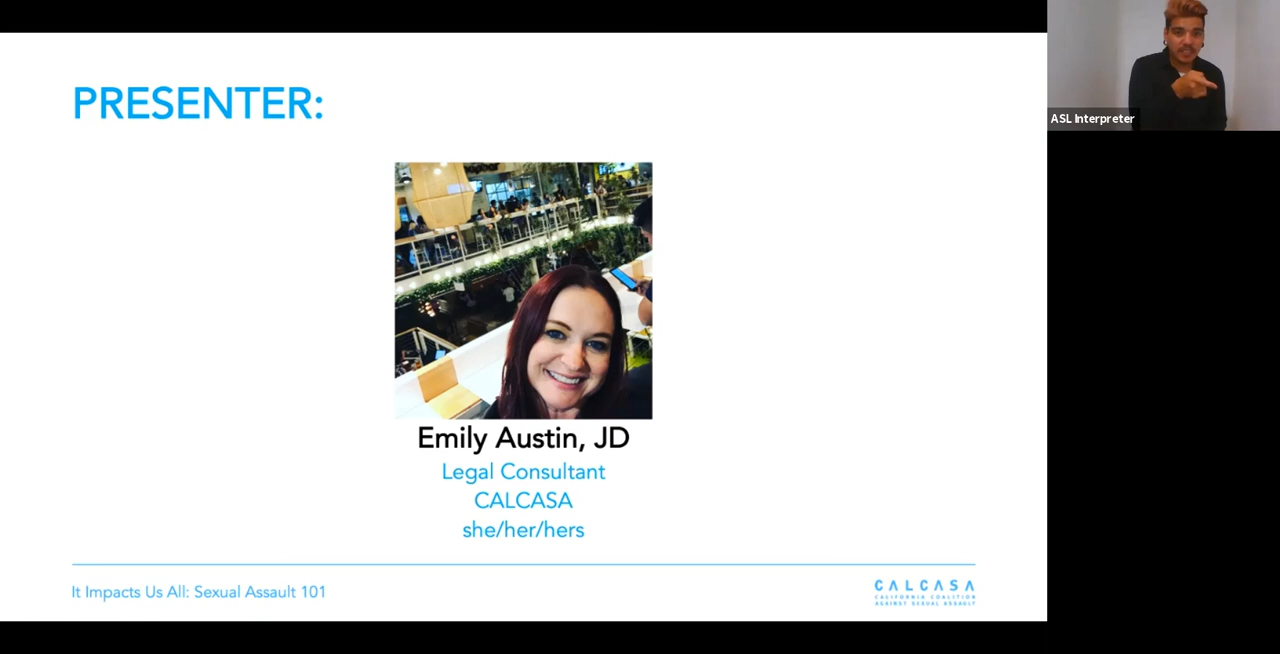 PRESENTER:
Emily Austin, JD
Legal Consultant
CALCASA
she/her/hers
It Impacts Us All: Sexual Assault 101
CALCASA
CALIFORNIA COALITION
AGAINST SEXUAL ASSAULT
ASL Interpreter